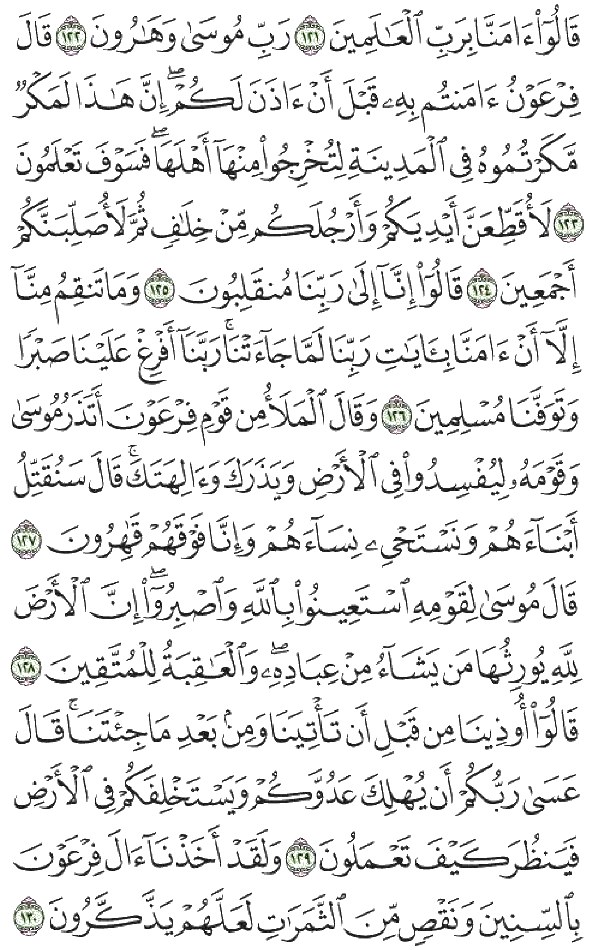 قَالُوٓاْ ءَامَنَّا بِرَبِّ ٱلْعَٰلَمِينَ ١٢١ رَبِّ مُوسَىٰ وَهَٰرُونَ ١٢٢ قَالَ
فِرْعَوْنُ ءَامَنتُم بِهِۦ قَبْلَ أَنْ ءَاذَنَ لَكُمْ ۖ إِنَّ هَٰذَا لَمَكْرٌ
مَّكَرْتُمُوهُ فِى ٱلْمَدِينَةِ لِتُخْرِجُواْ مِنْهَآ أَهْلَهَا ۖ فَسَوْفَ تَعْلَمُونَ
١٢٣ لَأُقَطِّعَنَّ أَيْدِيَكُمْ وَأَرْجُلَكُم مِّنْ خِلَٰفٍ ثُمَّ لَأُصَلِّبَنَّكُمْ
أَجْمَعِينَ ١٢٤ قَالُوٓاْ إِنَّآ إِلَىٰ رَبِّنَا مُنقَلِبُونَ ١٢٥ وَمَا تَنقِمُ مِنَّآ
إِلَّآ أَنْ ءَامَنَّا بِـَٔايَٰتِ رَبِّنَا لَمَّا جَآءَتْنَا ۚ رَبَّنَآ أَفْرِغْ عَلَيْنَا صَبْرًا
وَتَوَفَّنَا مُسْلِمِينَ ١٢٦ وَقَالَ ٱلْمَلَأُ مِن قَوْمِ فِرْعَوْنَ أَتَذَرُ مُوسَىٰ
وَقَوْمَهُۥ لِيُفْسِدُواْ فِى ٱلْأَرْضِ وَيَذَرَكَ وَءَالِهَتَكَ ۚ قَالَ سَنُقَتِّلُ
أَبْنَآءَهُمْ وَنَسْتَحْىِۦ نِسَآءَهُمْ وَإِنَّا فَوْقَهُمْ قَٰهِرُونَ ١٢٧
قَالَ مُوسَىٰ لِقَوْمِهِ ٱسْتَعِينُواْ بِٱللَّهِ وَٱصْبِرُوٓاْ ۖ إِنَّ ٱلْأَرْضَ
لِلَّهِ يُورِثُهَا مَن يَشَآءُ مِنْ عِبَادِهِۦ ۖ وَٱلْعَٰقِبَةُ لِلْمُتَّقِينَ ١٢٨
قَالُوٓاْ أُوذِينَا مِن قَبْلِ أَن تَأْتِيَنَا وَمِنۢ بَعْدِ مَا جِئْتَنَا ۚ قَالَ
عَسَىٰ رَبُّكُمْ أَن يُهْلِكَ عَدُوَّكُمْ وَيَسْتَخْلِفَكُمْ فِى ٱلْأَرْضِ
فَيَنظُرَ كَيْفَ تَعْمَلُونَ ١٢٩ وَلَقَدْ أَخَذْنَآ ءَالَ فِرْعَوْنَ
بِٱلسِّنِينَ وَنَقْصٍ مِّنَ ٱلثَّمَرَٰتِ لَعَلَّهُمْ يَذَّكَّرُونَ ١٣٠